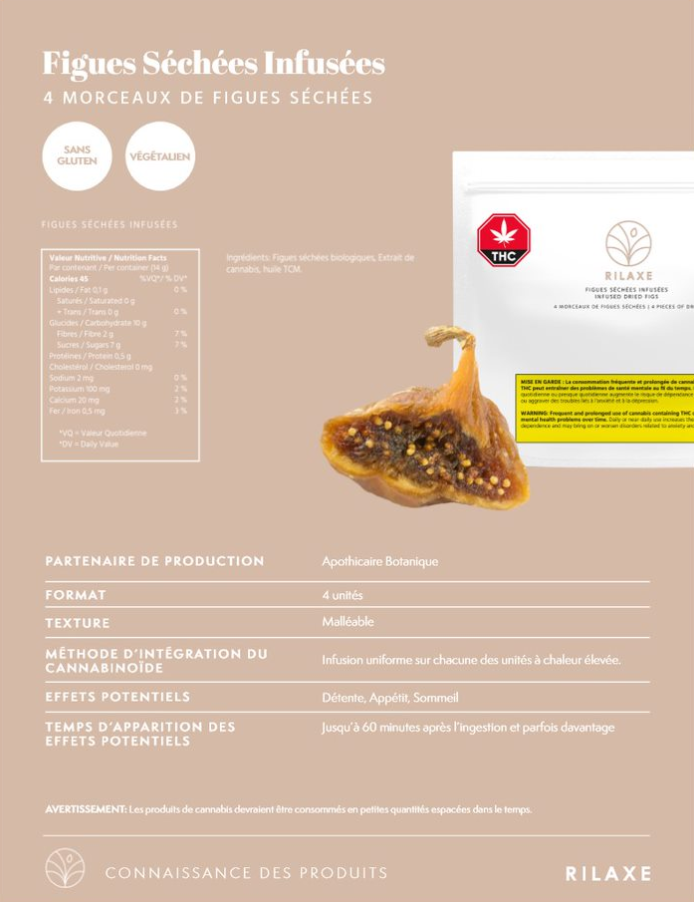 Figues Séchées Infusées
4 MORCEAUX DE FIGUES SÉCHÉES
SANS
GLUTEN
VÉGÉTALIEN
FIGUES SÉCHÉES INFUSÉES
Valeur Nutritive / Nutrition Facts
Par contenant / Per container (14 g)
Calories 45 %VQ*/ % DV*
Lipides / Fat 0,1 g 0 %
Saturés / Saturated 0 g
+ Trans / Trans 0 g 0 %
Glucides / Carbohydrate 10 g
Fibres / Fibre 2 g 7 %
Sucres / Sugars 7 g 7 %
Protéines / Protein 0,5 g
Cholestérol / Cholesterol 0 mg
Sodium 2 mg 0 %
Potassium 100 mg 2 %
Calcium 20 mg 2 %
Fer / Iron 0,5 mg 3 %
*VQ = Valeur Quotidienne
*DV = Daily Value
Ingrédients: Figues séchées biologiques, Extrait de
cannabis, huile TCM.
THC
RILAXE
FIGUES SÉCHÉES INFUSÉES
INFUSED DRIED FIGS
4 MORCEAUX DE FIGUES SÉCHÉES | 4 PIECES OF
MISE EN GARDE : La consommation fréquente et prolongée de
THC peut entraîner des problèmes de santé mentale au fil du temps.
quotidienne ou presque quotidienne augmente le risque de dépendance
ou aggraver des troubles liés à l'anxiété et à la dépression.
WARNING: Frequent and prolonged use of cannabis containing THC
mental health problems over time. Daily or near-daily use increases the
dependence and may bring on or worsen disorders related to anxiety
PARTENAIRE DE PRODUCTION
Apothicaire Botanique
FORMAT
4 unités
TEXTURE
Malléable
MÉTHODE D'INTÉGRATION DU
CANNABINOÏDE
Infusion uniforme sur chacune des unités à chaleur élevée.
EFFETS POTENTIELS
Détente, Appétit, Sommeil
TEMPS D'APPARITION DES
EFFETS POTENTIELS
Jusqu'à 60 minutes après l'ingestion et parfois davantage
AVERTISSEMENT: Les produits de cannabis devraient être consommés en petites quantités espacées dans le temps.
CONNAISSANCE DES PRODUITS
RILAXE